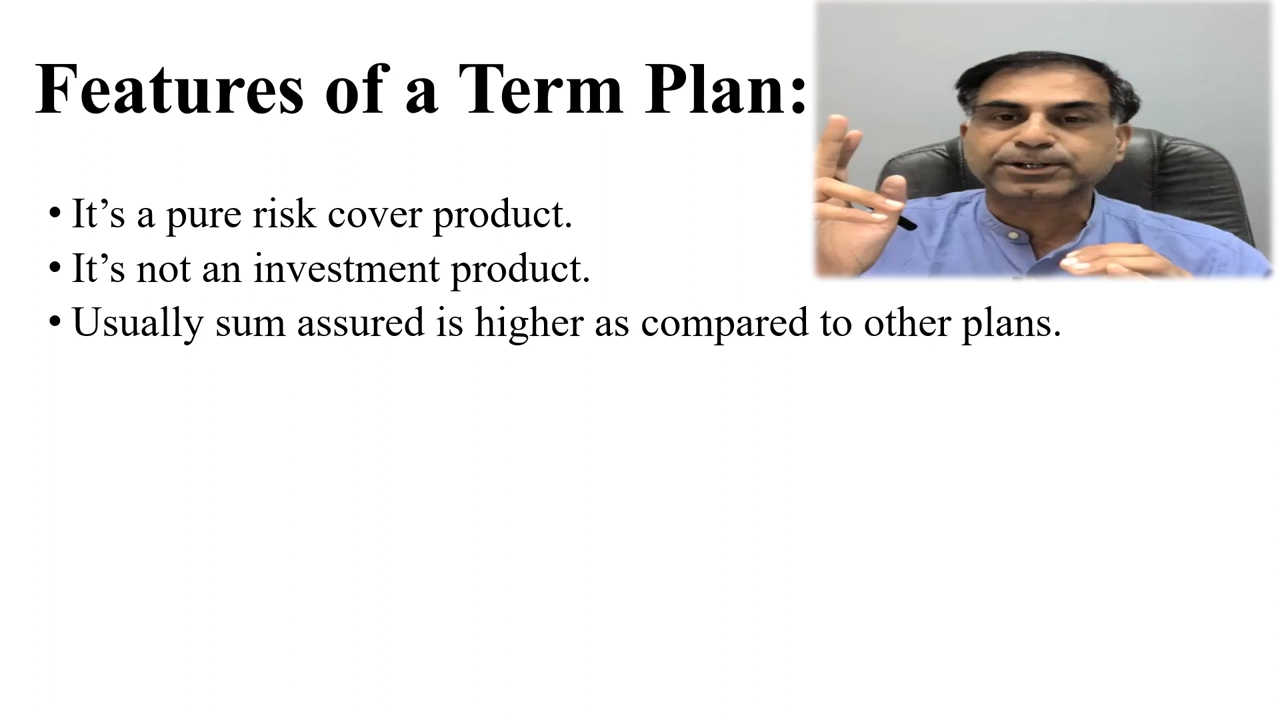 Features of a Term Plan:
• It’s a pure risk cover product.
• It’s not an investment product.
• Usually sum assured is higher as compared to other plans.